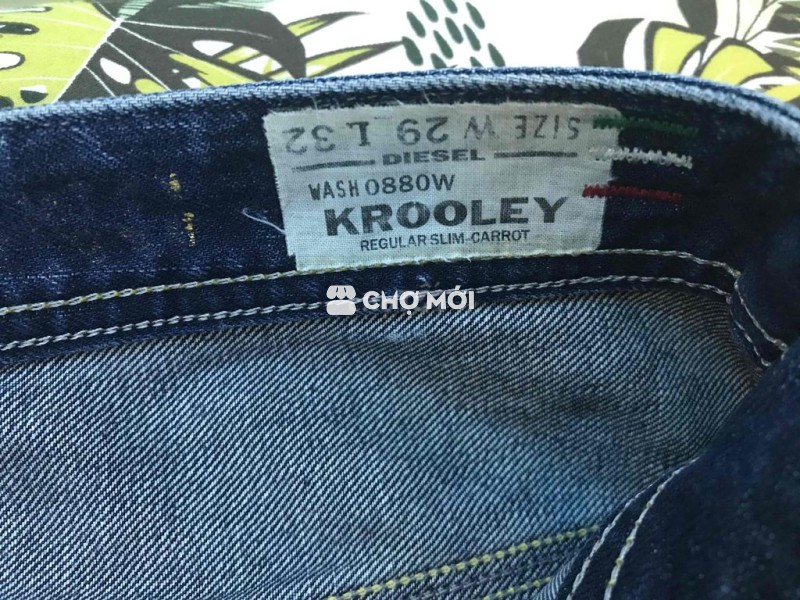 SIZE W 29 L 32
DIESEL
WASH 0880W
KROOLEY
REGULAR SLIM-CARROT
CHỢ MỚI